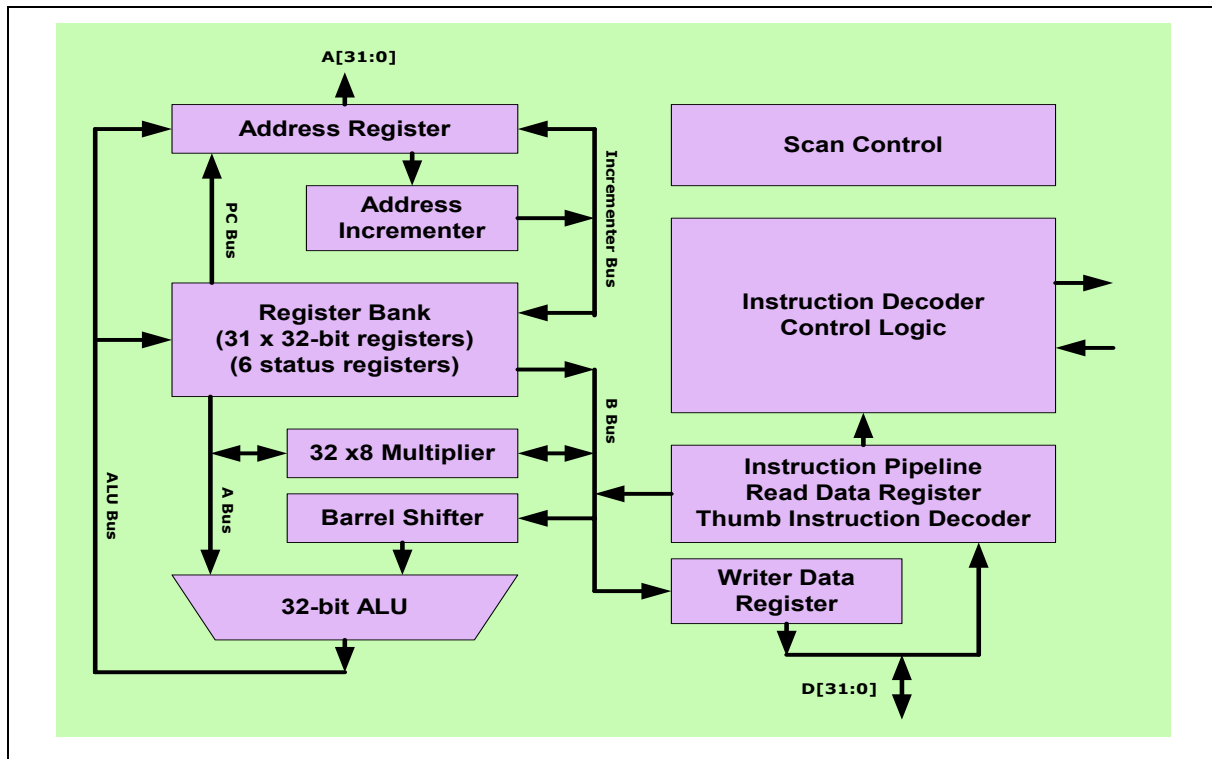 A[31:0]
Address Register
Scan Control
PC Bus
Address
Incrementer
Incrementer Bus
Register Bank
(31 x 32-bit registers)
(6 status registers)
Instruction Decoder
Control Logic
B Bus
32 x8 Multiplier
ALU Bus
A Bus
Barrel Shifter
Instruction Pipeline
Read Data Register
Thumb Instruction Decoder
32-bit ALU
Writer Data
Register
D[31:0]